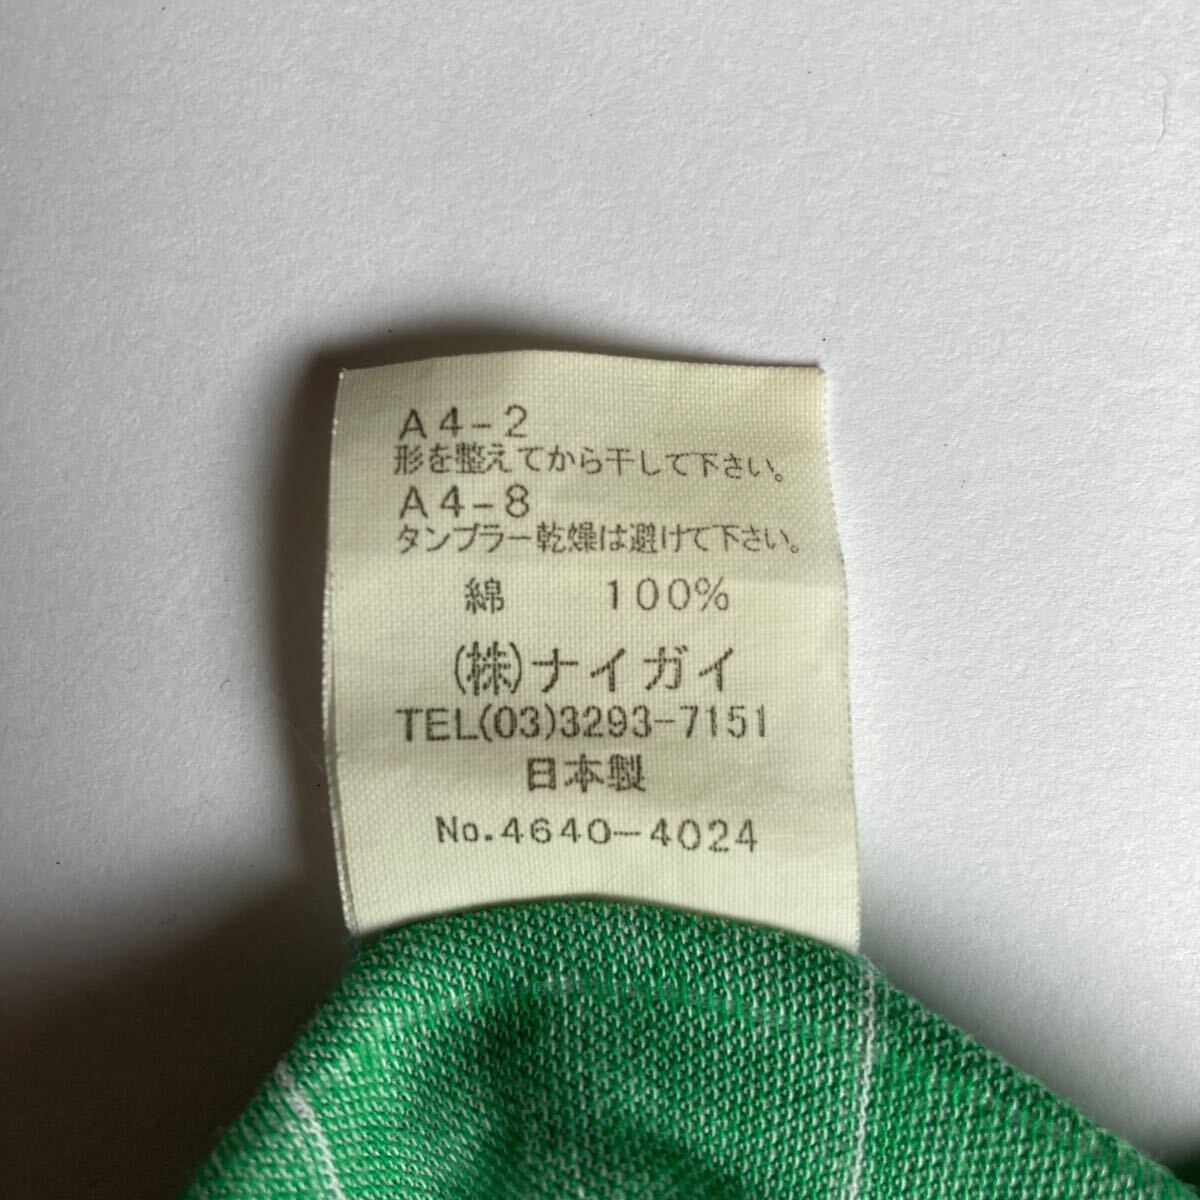 A4-2
形を整えてから干して下さい。
A4-8
タンブラー乾燥は避けて下さい。
綿 100%
(株)ナイガイ
TEL(03)3293-7151
日本製
No.4640-4024